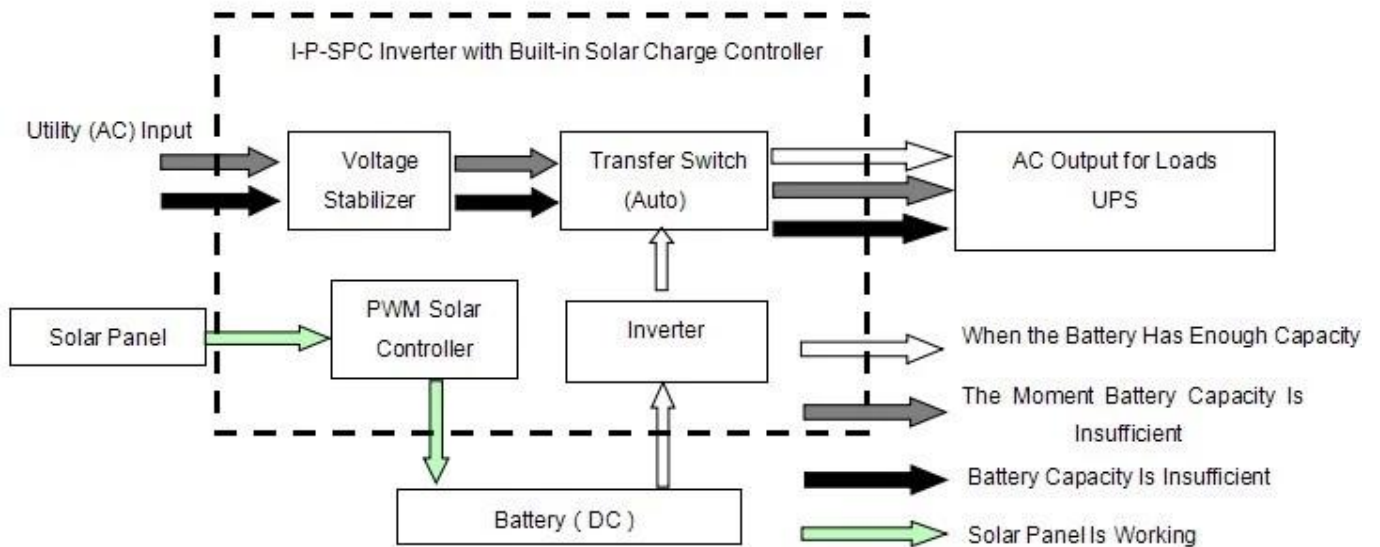 I-P-SPC Inverter with Built-in Solar Charge Controller
Utility (AC) Input
Voltage
Stabilizer
Transfer Switch
(Auto)
AC Output for Loads
UPS
Solar Panel
PWM Solar
Controller
Inverter
Battery ( DC )
When the Battery Has Enough Capacity
The Moment Battery Capacity Is
Insufficient
Battery Capacity Is Insufficient
Solar Panel Is Working